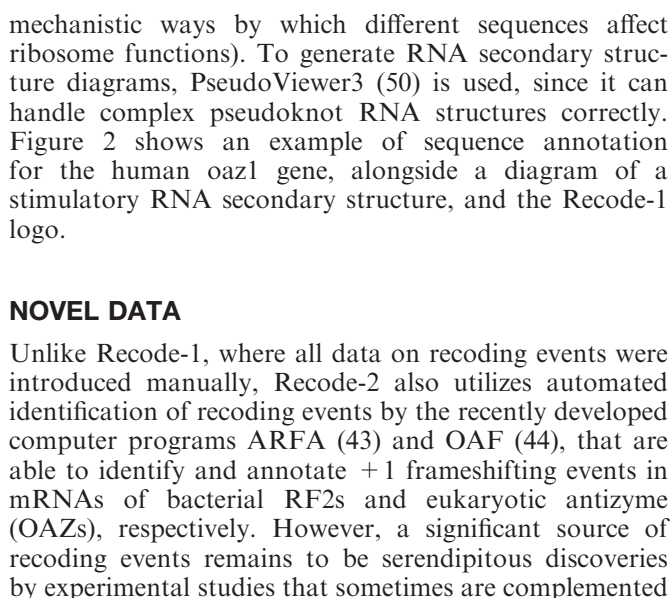 mechanistic ways by which different sequences affect
ribosome functions). To generate RNA secondary struc-
ture diagrams, PseudoViewer3 (50) is used, since it can
handle complex pseudoknot RNA structures correctly.
Figure 2 shows an example of sequence annotation
for the human oaz1 gene, alongside a diagram of a
stimulatory RNA secondary structure, and the Recode-1
logo.
NOVEL DATA
Unlike Recode-1, where all data on recoding events were
introduced manually, Recode-2 also utilizes automated
identification of recoding events by the recently developed
computer programs ARFA (43) and OAF (44), that are
able to identify and annotate +1 frameshifting events in
mRNAs of bacterial RF2s and eukaryotic antizyme
(OAZs), respectively. However, a significant source of
recoding events remains to be serendipitous discoveries
by experimental studies that sometimes are complemented